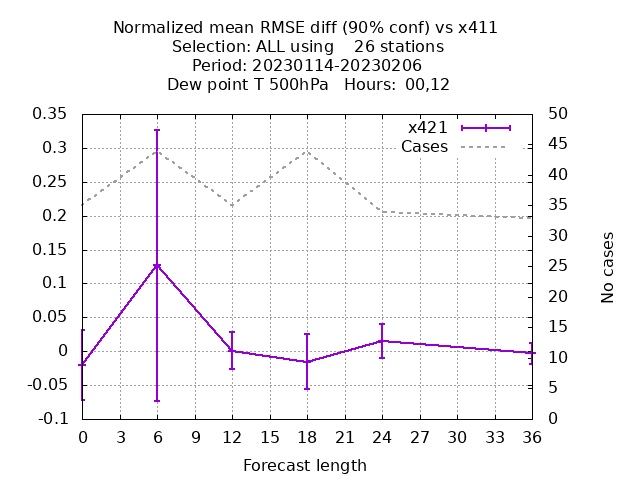 Normalized mean RMSE diff (90% conf) vs x411
Selection: ALL using    26 stations
Period: 20230114-20230206
Dew point T 500hPa   Hours:  00,12
x421
Cases
0.35
0.3
0.25
0.2
0.15
0.1
0.05
0
-0.05
-0.1
50
45
40
35
30
25
20
15
10
5
0
No cases
0 3 6 9 12 15 18 21 24 27 30 33 36
Forecast length